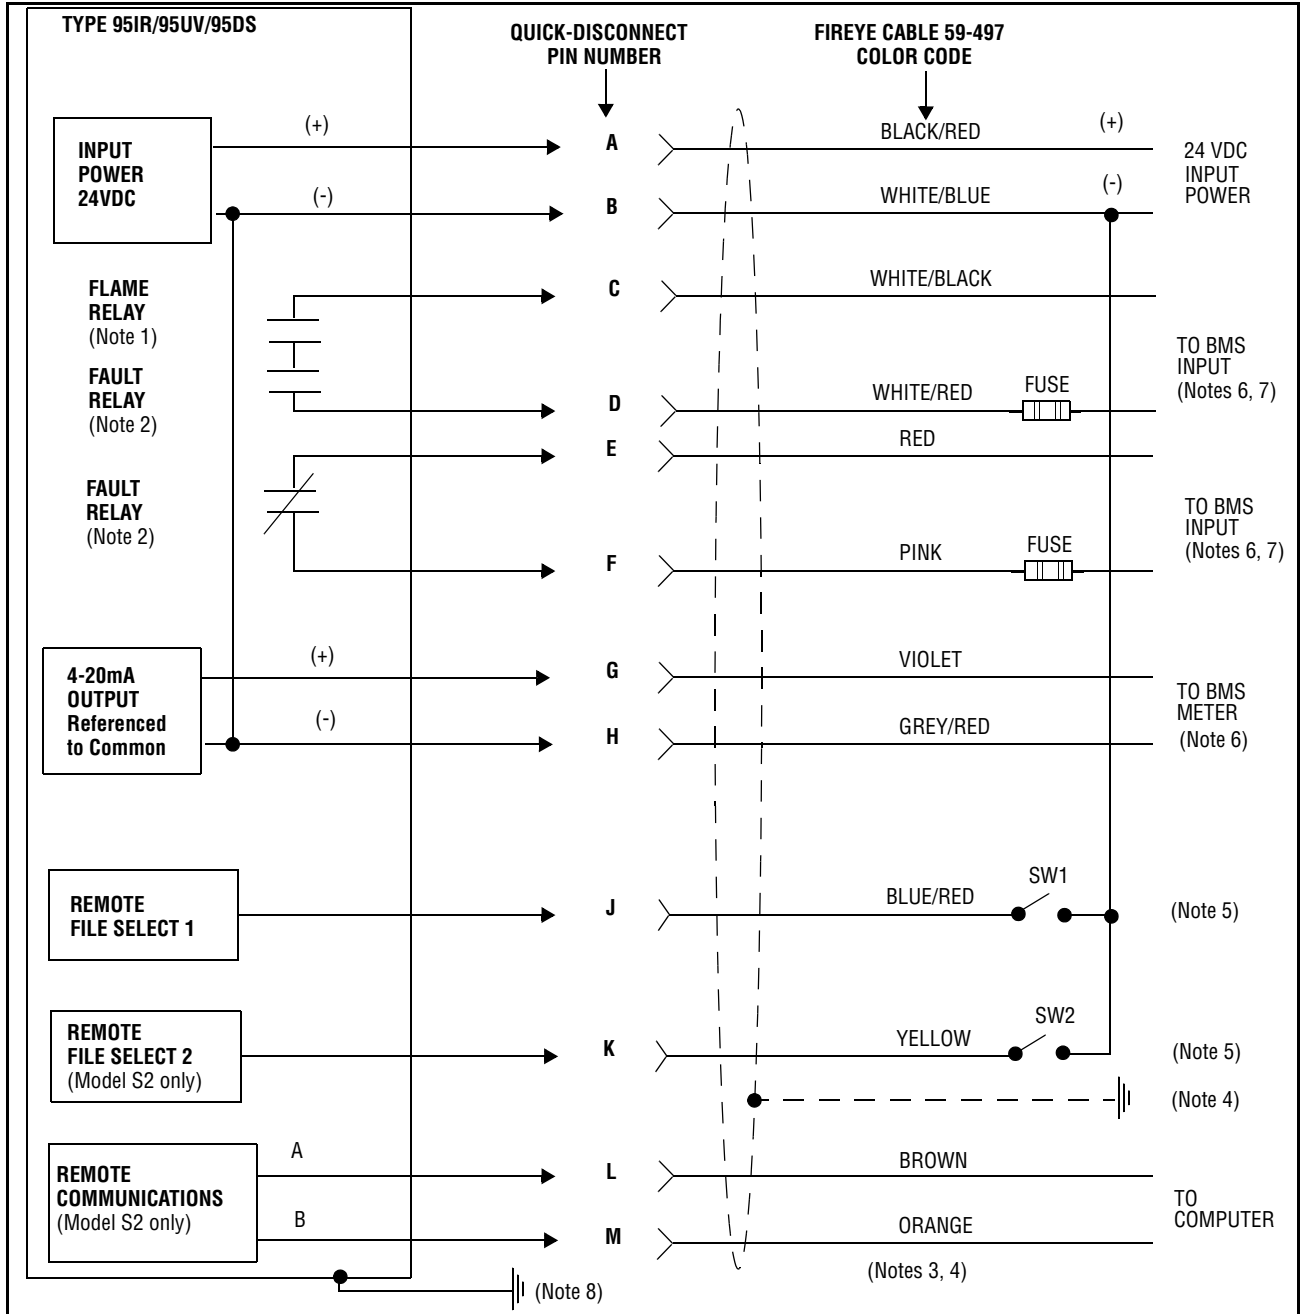 TYPE 95IR/95UV/95DS
QUICK-DISCONNECT
PIN NUMBER
FIREYE CABLE 59-497
COLOR CODE
INPUT
POWER
24VDC
(+)
A
BLACK/RED
(+)
24 VDC
INPUT
POWER
(-)
B
WHITE/BLUE
(-)
FLAME
RELAY
(Note 1)
C
WHITE/BLACK
FAULT
RELAY
(Note 2)
D
WHITE/RED
FUSE
TO BMS
INPUT
(Notes 6, 7)
E
RED
FAULT
RELAY
(Note 2)
F
PINK
FUSE
TO BMS
INPUT
(Notes 6, 7)
4-20mA
OUTPUT
Referenced
to Common
(+)
G
VIOLET
(-)
H
GREY/RED
TO BMS
METER
(Note 6)
REMOTE
FILE SELECT 1
J
BLUE/RED
SW1
(Note 5)
REMOTE
FILE SELECT 2
(Model S2 only)
K
YELLOW
SW2
(Note 5)
(Note 4)
REMOTE
COMMUNICATIONS
(Model S2 only)
A
L
BROWN
B
M
ORANGE
TO
COMPUTER
(Notes 3, 4)
(Note 8)